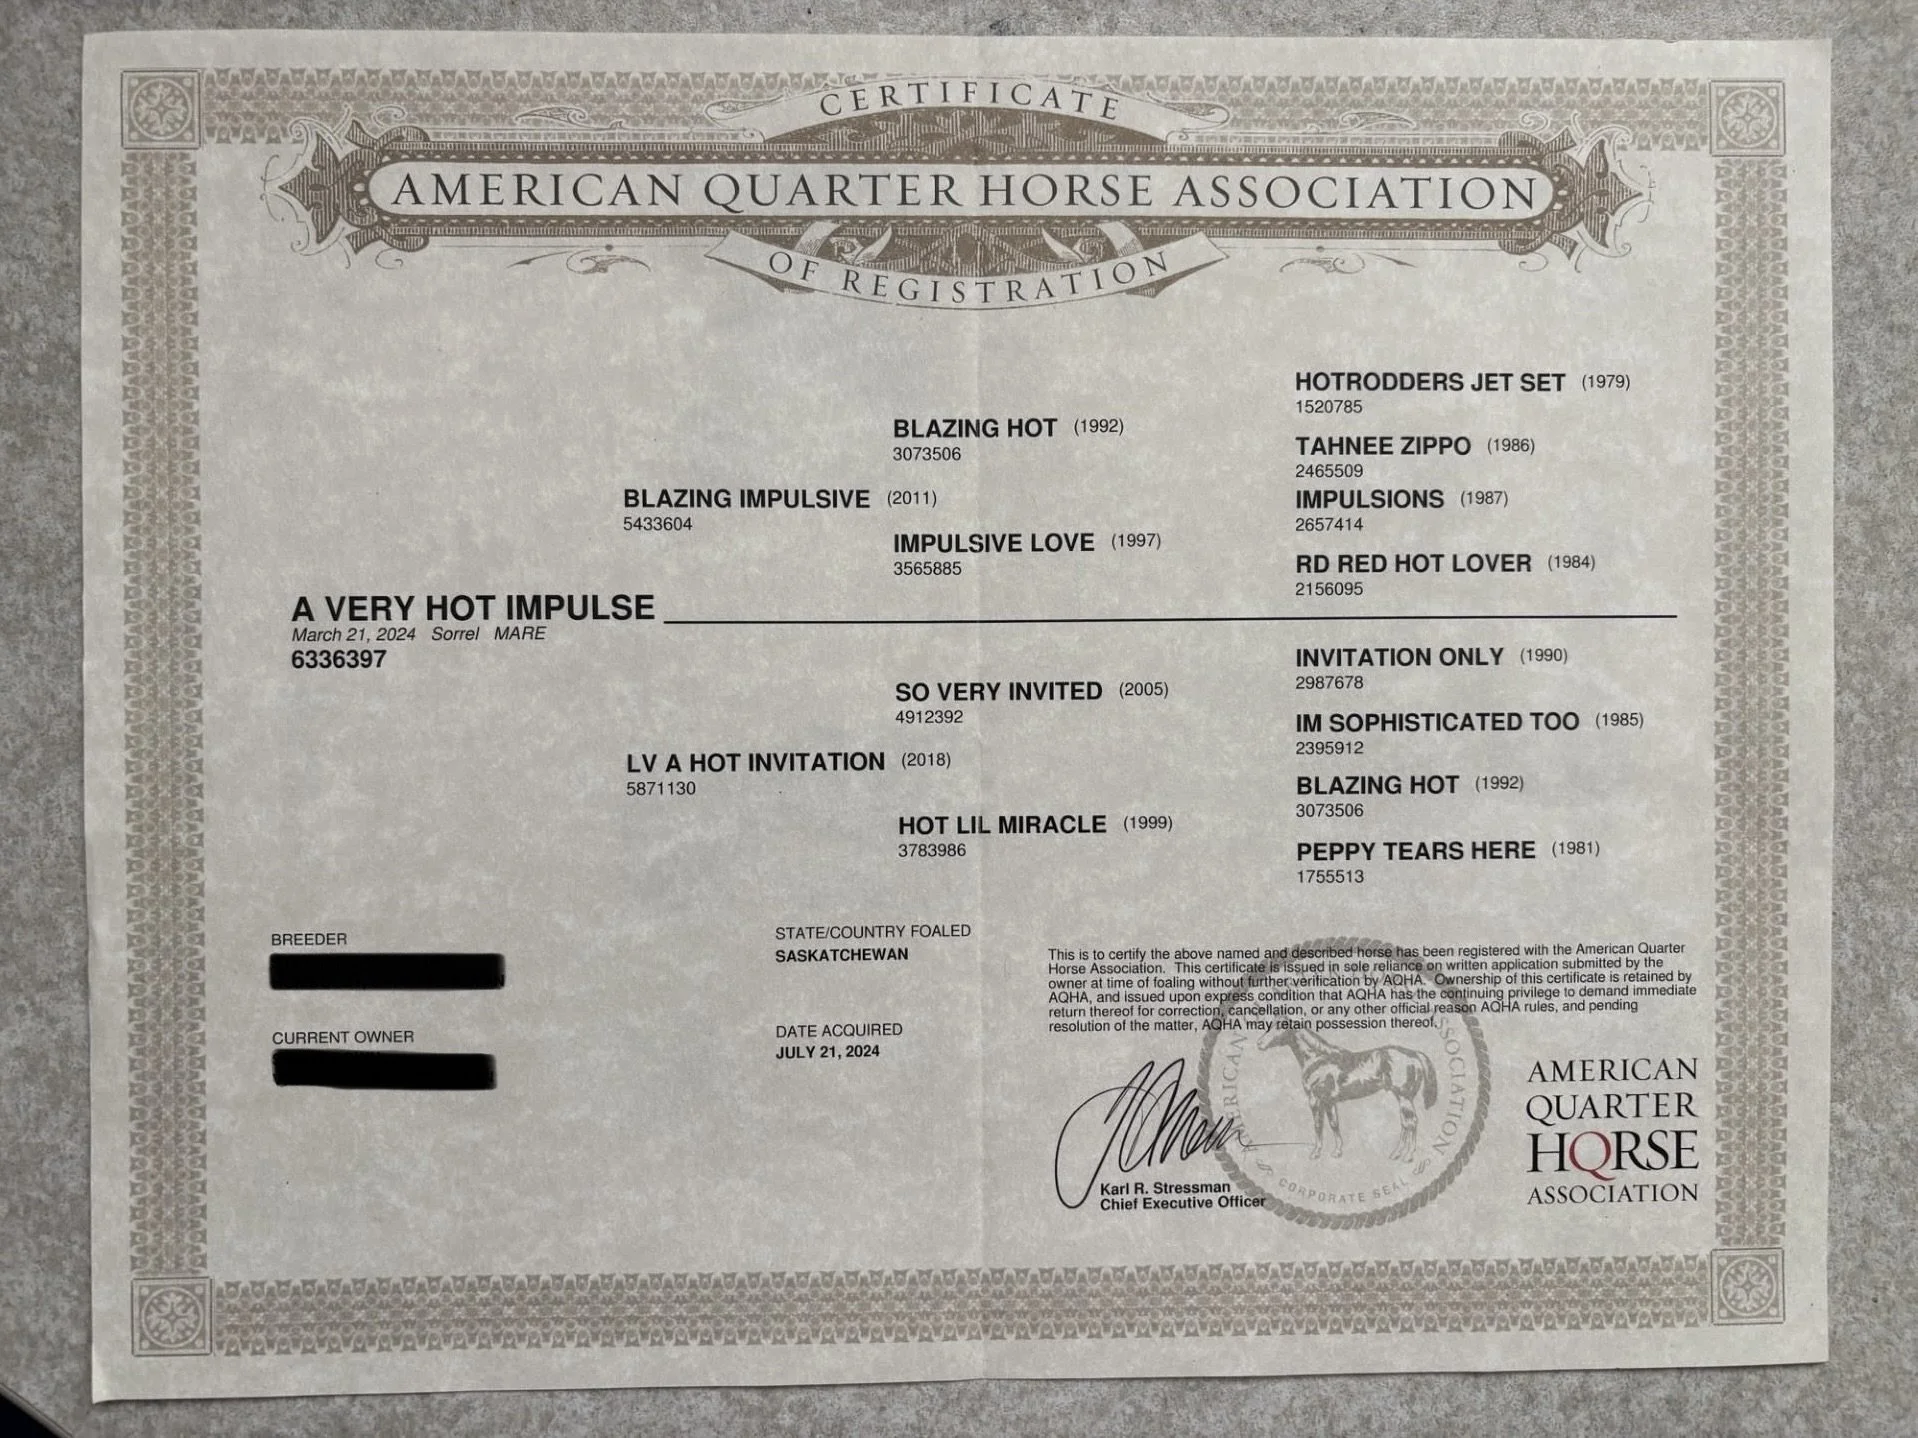 CERTIFICATE
AMERICAN QUARTER HORSE ASSOCIATION
OF REGISTRATION
HOTRODDERS JET SET (1979)
1520785
BLAZING HOT (1992)
3073506
TAHNEE ZIPPO (1986)
2465509
BLAZING IMPULSIVE (2011)
5433604
IMPULSIONS (1987)
2657414
IMPULSIVE LOVE (1997)
3565885
RD RED HOT LOVER (1984)
2156095
A VERY HOT IMPULSE
March 21, 2024 Sorrel MARE
6336397
INVITATION ONLY (1990)
2987678
SO VERY INVITED (2005)
4912392
IM SOPHISTICATED TOO (1985)
2395912
LV A HOT INVITATION (2018)
5871130
BLAZING HOT (1992)
3073506
HOT LIL MIRACLE (1999)
3783986
PEPPY TEARS HERE (1981)
1755513
BREEDER
STATE/COUNTRY FOALED
SASKATCHEWAN
CURRENT OWNER
DATE ACQUIRED
JULY 21, 2024
This is to certify the above named and described horse has been registered with the American Quarter
Horse Association. This certificate is issued in sole reliance on written application submitted by the
owner at time of foaling without further verification by AQHA. Ownership of this certificate is retained by
AQHA, and issued upon express condition that AQHA has the continuing privilege to demand immediate
return thereof for correction, cancellation, or any other official reason AQHA rules, and pending
resolution of the matter, AQHA may retain possession thereof.
Karl R. Stressman
Chief Executive Officer
AMERICAN ASSOCIATION
CORPORATE SEAL
AMERICAN
QUARTER
HORSE
ASSOCIATION